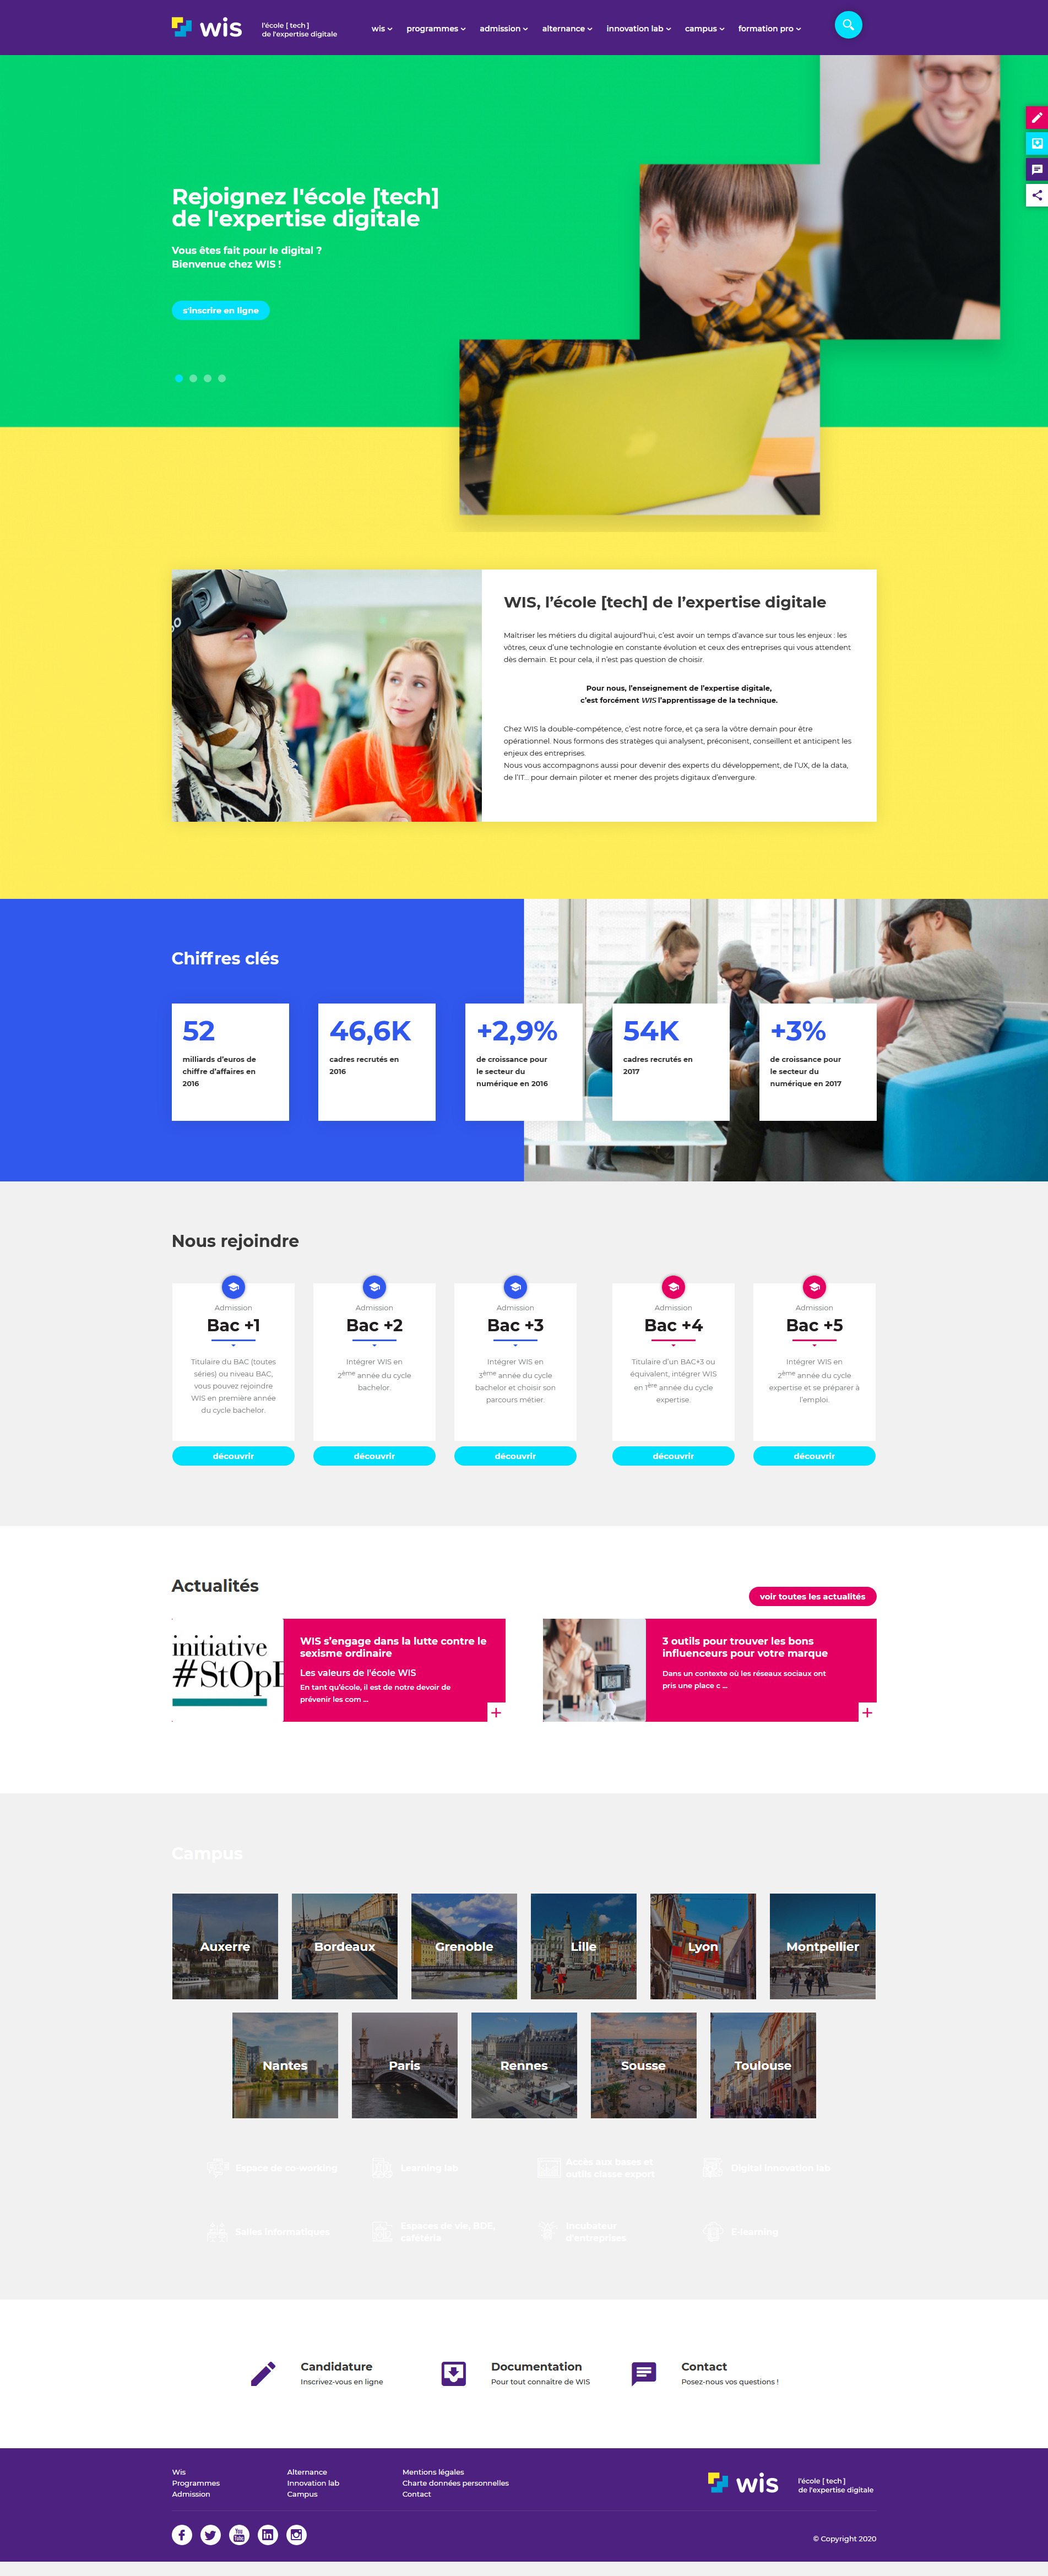 wis
l'école [ tech ]
de l'expertise digitale
wis
programmes
admission
alternance
innovation lab
campus
formation pro
Rejoignez l'école [tech]
de l'expertise digitale
Vous êtes fait pour le digital ?
Bienvenue chez WIS !
s'inscrire en ligne
WIS, l’école [tech] de l’expertise digitale
Maîtriser les métiers du digital aujourd’hui, c’est avoir un temps d’avance sur tous les enjeux : les
vôtres, ceux d’une technologie en constante évolution et ceux des entreprises qui vous attendent
dès demain. Et pour cela, il n’est pas question de choisir.
Pour nous, l’enseignement de l’expertise digitale,
c’est forcément WIS l’apprentissage de la technique.
Chez WIS la double-compétence, c’est notre force, et ça sera la vôtre demain pour être
opérationnel. Nous formons des stratèges qui analysent, préconisent, conseillent et anticipent les
enjeux des entreprises.
Nous vous accompagnons aussi pour devenir des experts du développement, de l’UX, de la data,
de l’IT… pour demain piloter et mener des projets digitaux d’envergure.
Chiffres clés
52
milliards d’euros de
chiffre d’affaires en
2016
46,6K
cadres recrutés en
2016
+2,9%
de croissance pour
le secteur du
numérique en 2016
54K
cadres recrutés en
2017
+3%
de croissance pour
le secteur du
numérique en 2017
Nous rejoindre
Admission
Bac +1
Titulaire du BAC (toutes
séries) ou niveau BAC,
vous pouvez rejoindre
WIS en première année
du cycle bachelor.
découvrir
Admission
Bac +2
Intégrer WIS en
2ème année du cycle
bachelor.
découvrir
Admission
Bac +3
Intégrer WIS en
3ème année du cycle
bachelor et choisir son
parcours métier.
découvrir
Admission
Bac +4
Titulaire d’un BAC+3 ou
équivalent, intégrer WIS
en 1ère année du cycle
expertise.
découvrir
Admission
Bac +5
Intégrer WIS en
2ème année du cycle
expertise et se préparer à
l’emploi.
découvrir
Actualités
voir toutes les actualités
initiative
#StOpE
WIS s’engage dans la lutte contre le
sexisme ordinaire
Les valeurs de l’école WIS
En tant qu’école, il est de notre devoir de
prévenir les com ...
+
3 outils pour trouver les bons
influenceurs pour votre marque
Dans un contexte où les réseaux sociaux ont
pris une place c ...
+
Campus
Auxerre
Bordeaux
Grenoble
Lille
Lyon
Montpellier
Nantes
Paris
Rennes
Sousse
Toulouse
Espace de co-working
Learning lab
Accès aux bases et
outils classe export
Digital innovation lab
Salles informatiques
Espaces de vie, BDE,
cafétéria
Incubateur
d'entreprises
E-learning
Candidature
Inscrivez-vous en ligne
Documentation
Pour tout connaitre de WIS
Contact
Posez-nous vos questions !
Wis
Programmes
Admission
Alternance
Innovation lab
Campus
Mentions légales
Charte données personnelles
Contact
wis
l'école [ tech ]
de l'expertise digitale
You
Tube
© Copyright 2020